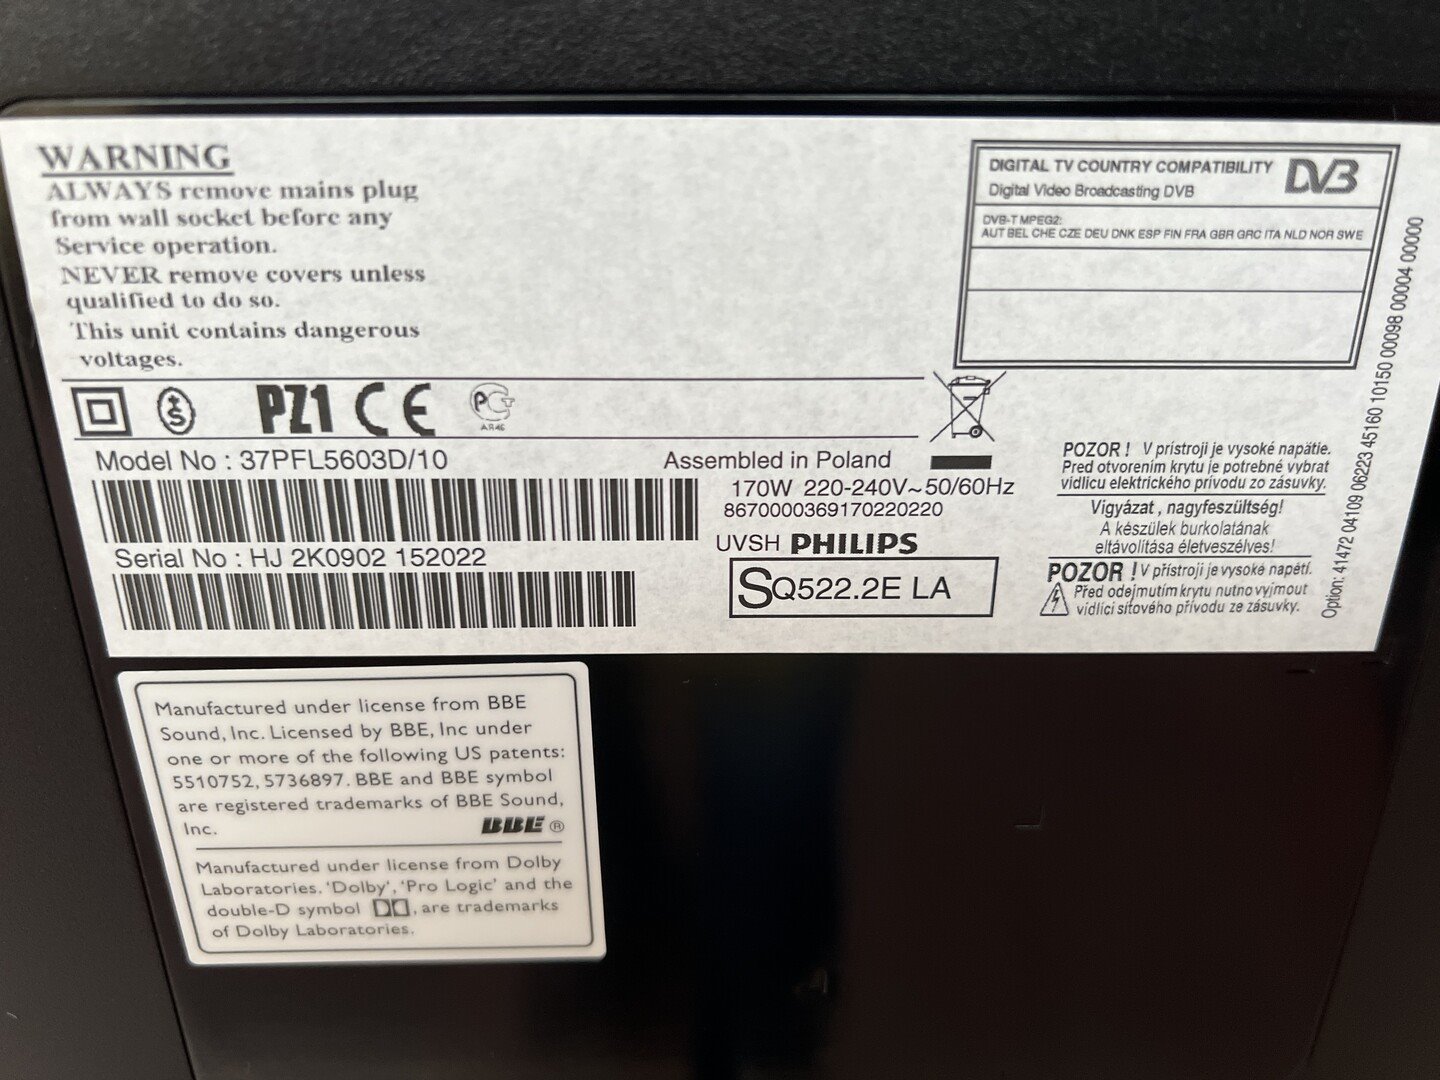 WARNING
ALWAYS remove mains plug
from wall socket before any
Service operation.
NEVER remove covers unless
qualified to do so.
This unit contains dangerous
voltages.
DIGITAL TV COUNTRY COMPATIBILITY DVB
Digital Video Broadcasting DVB
DVB-T MPEG2:
AUT BEL CHE CZE DEU DNK ESP FIN FRA GBR GRC ITA NLD NOR SWE
S PZ1 CE PCT
AЯ46
Model No : 37PFL5603D/10
Serial No : HJ 2K0902 152022
Assembled in Poland
170W 220-240V~50/60Hz
8670000369170220220
UVSH PHILIPS
SQ522.2E LA
POZOR ! V prístroji je vysoké napätie.
Pred otvorením krytu je potrebné vybrat
vidlicu elektrického prívodu zo zásuvky.
Vigyázat , nagyfeszültség!
A készülek burkolatának
eltávolitása életveszélyes!
POZOR ! V přístroji je vysoké napětí.
Před odejmutím krytu nutno vyjmout
vidlici síťového přívodu ze zásuvky.
Option: 41472 04109 06223 45160 10150 00098 00004 00000
Manufactured under license from BBE
Sound, Inc. Licensed by BBE, Inc under
one or more of the following US patents:
5510752, 5736897. BBE and BBE symbol
are registered trademarks of BBE Sound,
Inc. BBE ®
Manufactured under license from Dolby
Laboratories. 'Dolby', 'Pro Logic' and the
double-D symbol , are trademarks
of Dolby Laboratories.